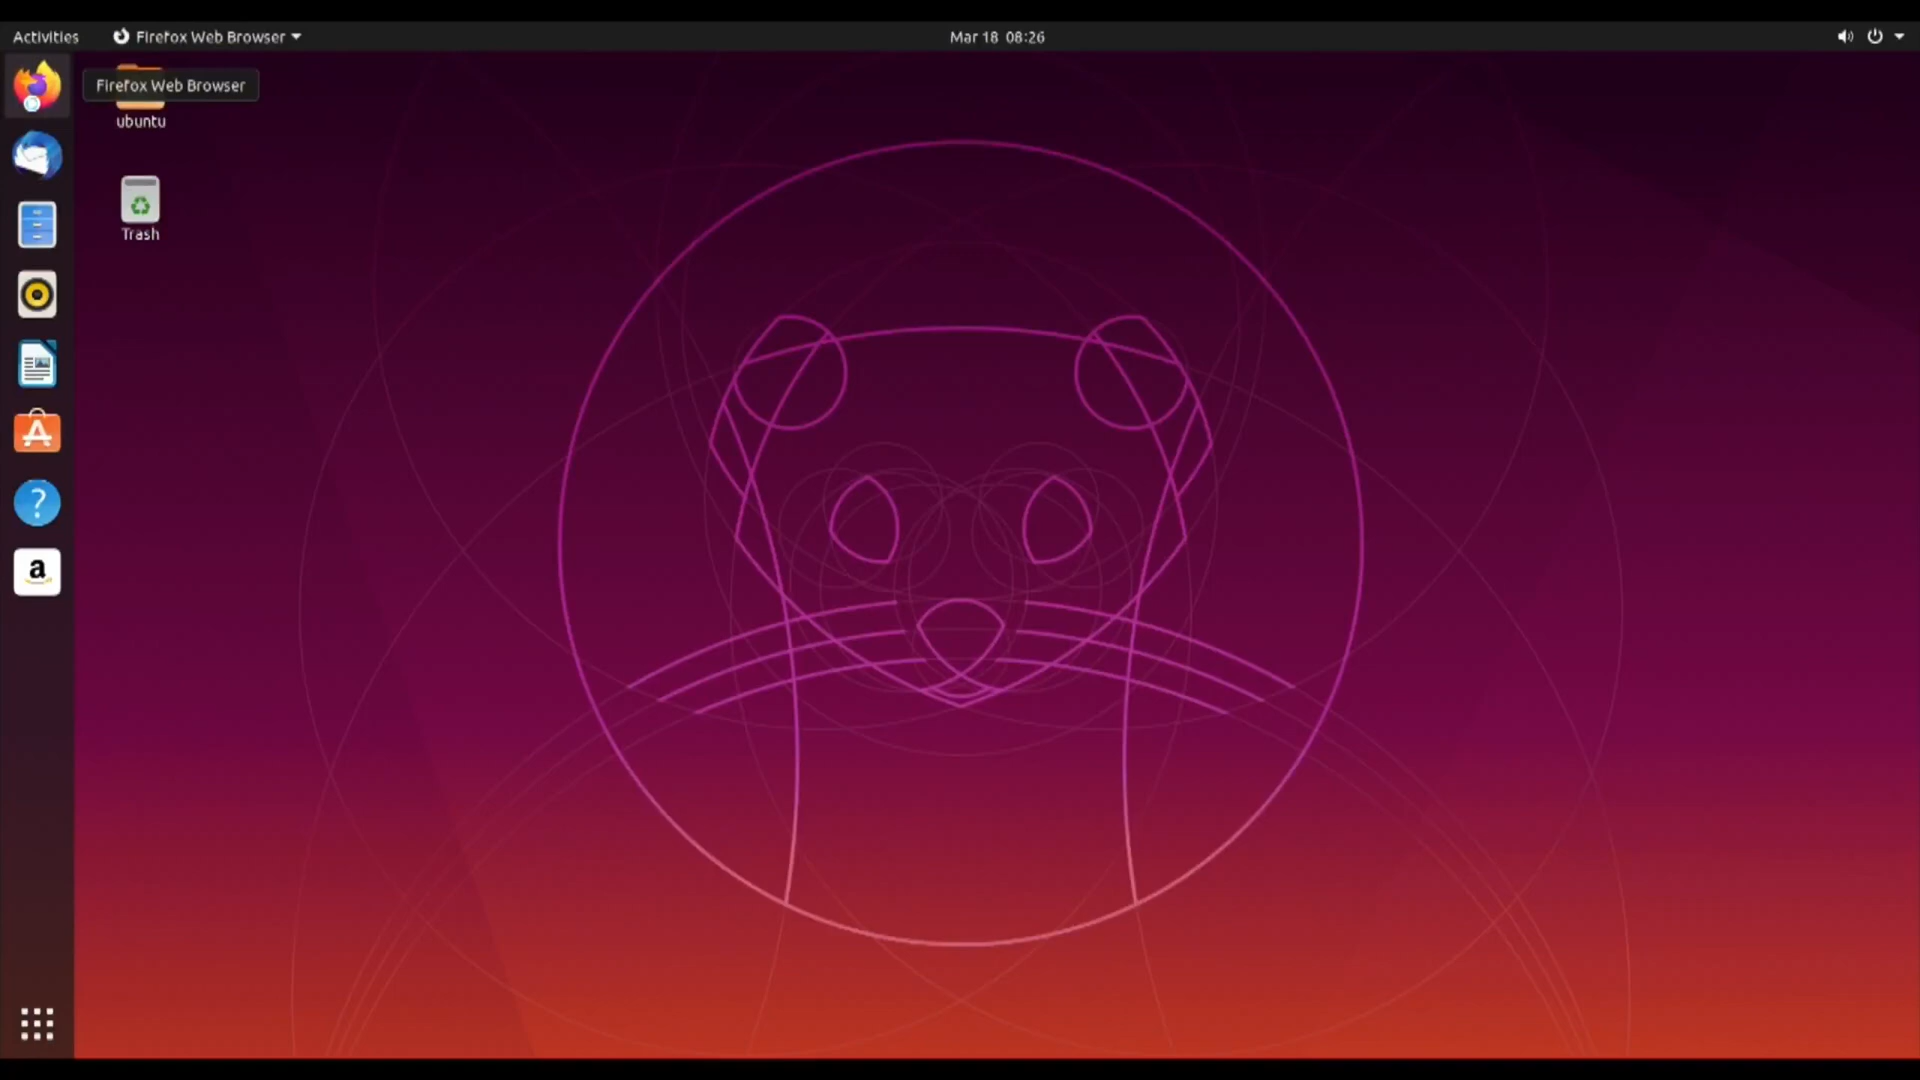 Activities
Firefox Web Browser
Mar 18 08:26
Firefox Web Browser
ubuntu
Trash
?
a